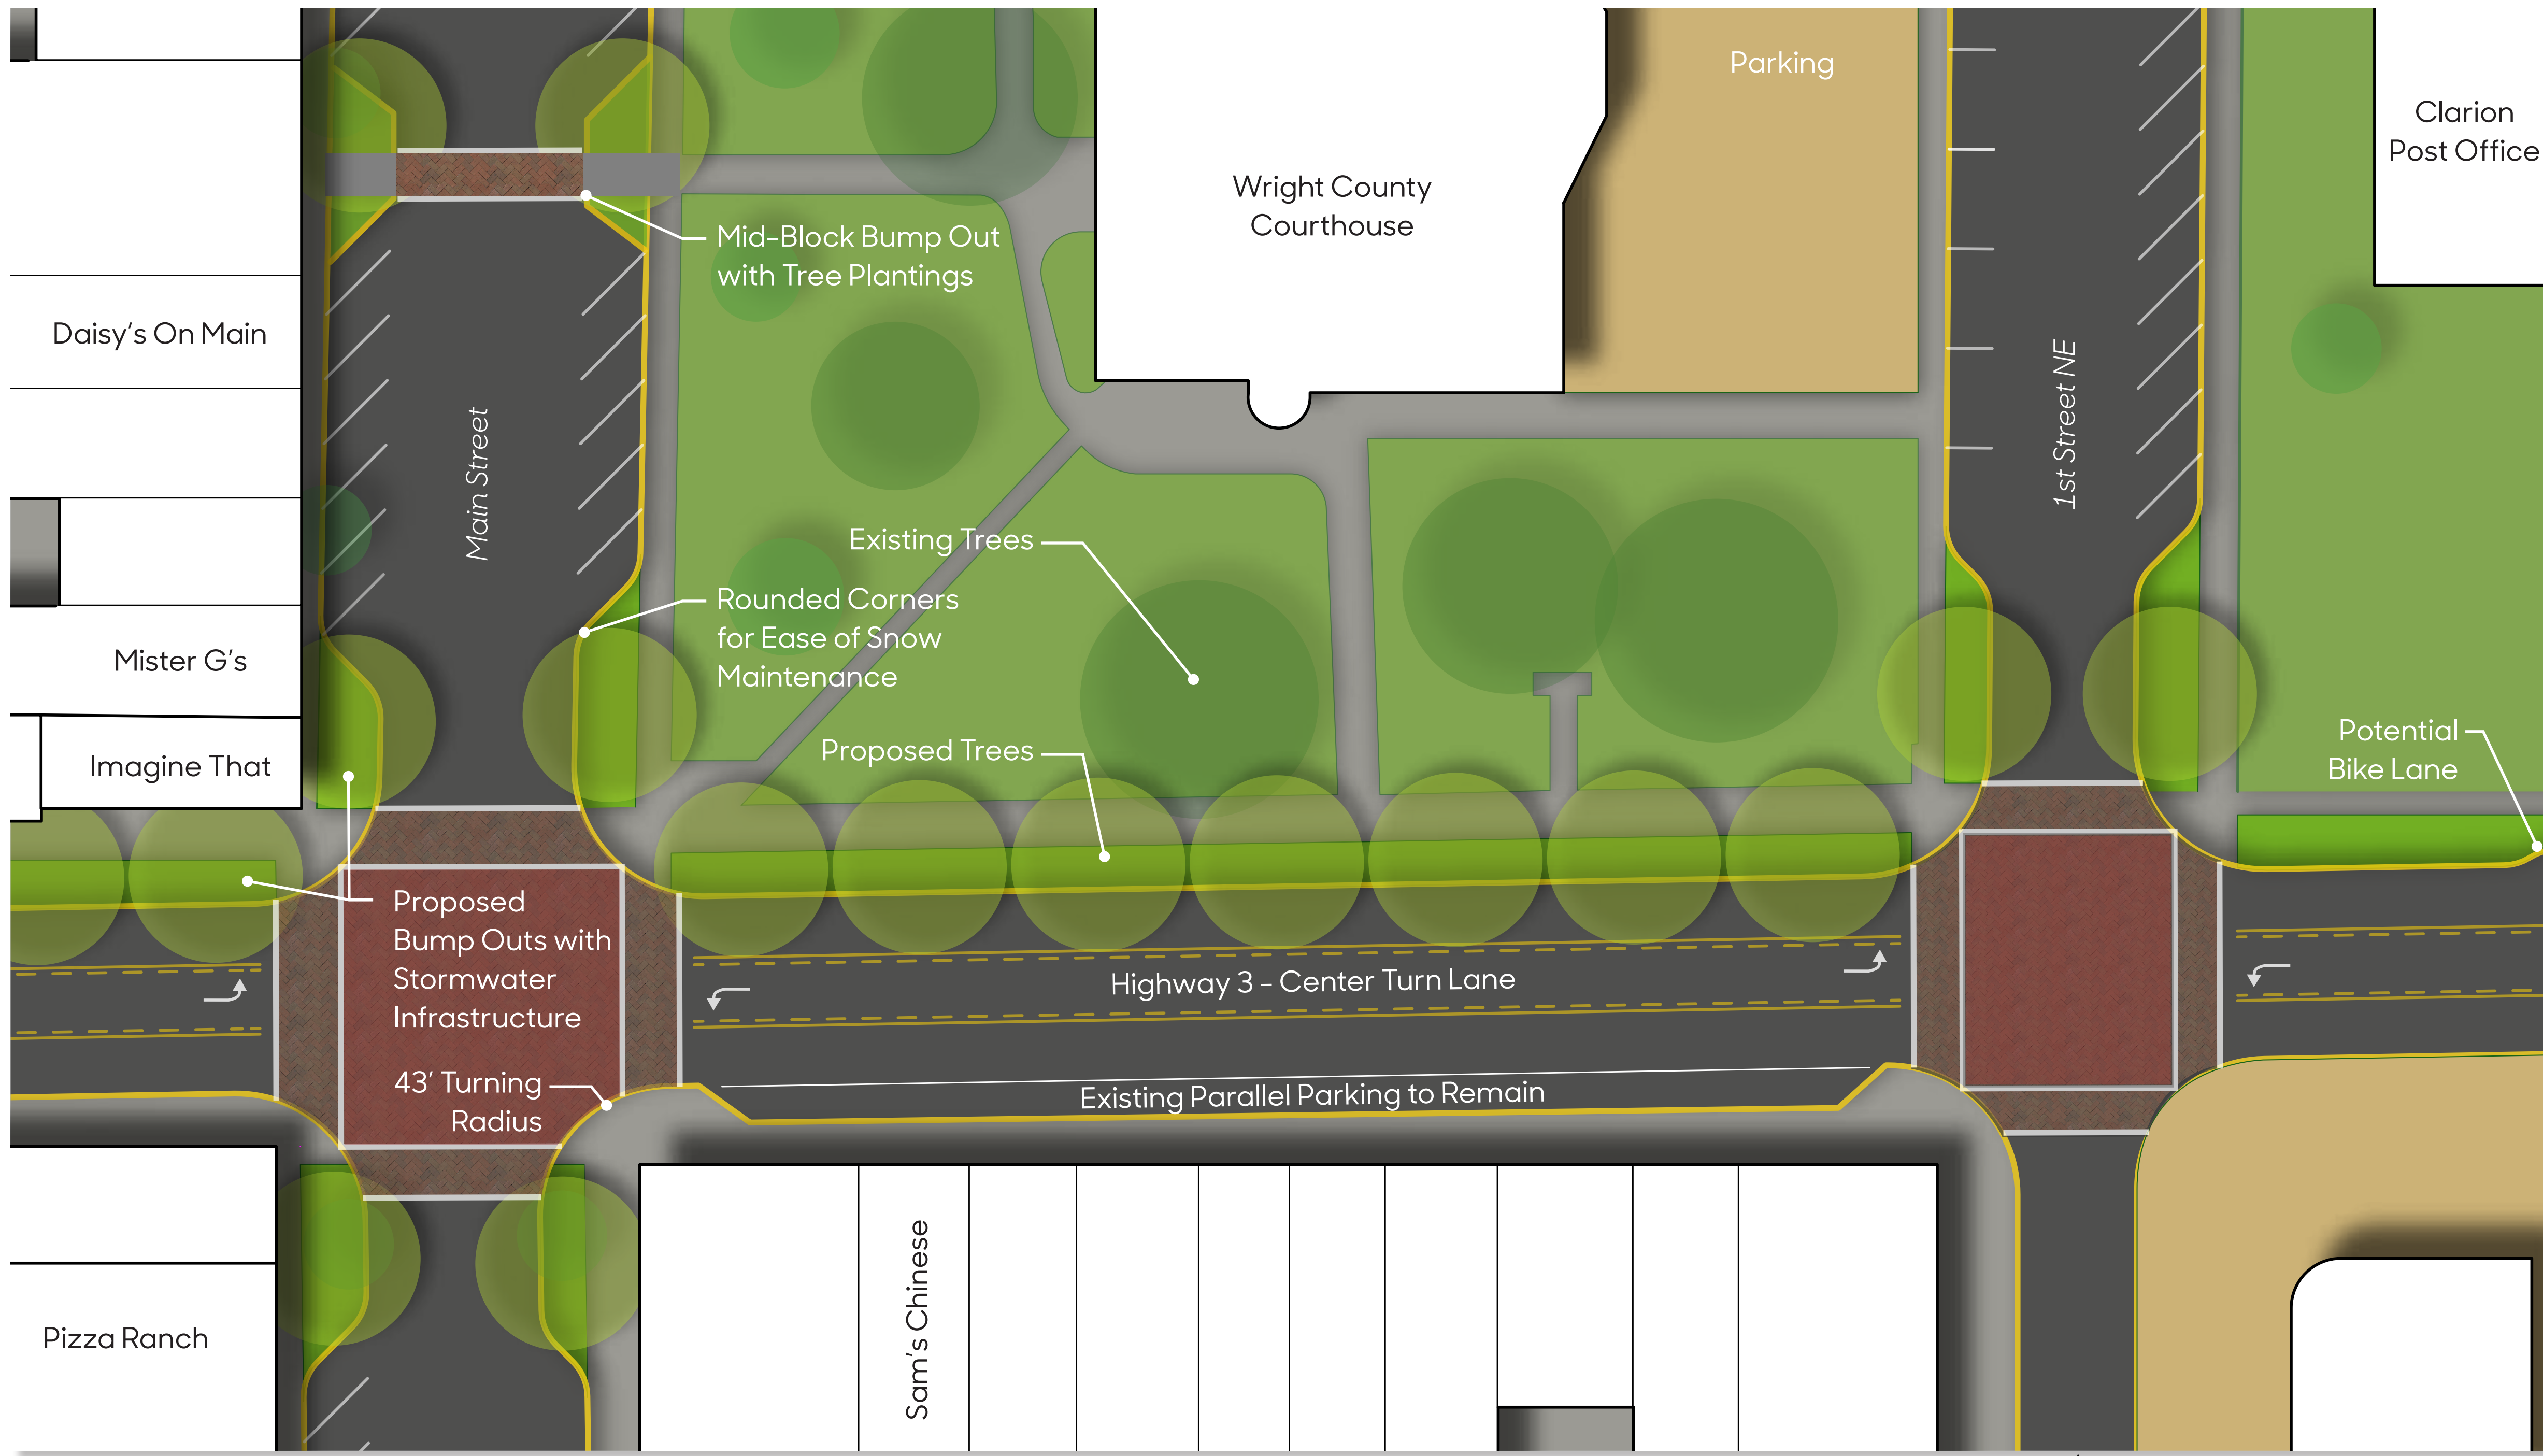 Parking
Clarion
Post Office
Wright County
Courthouse
Mid-Block Bump Out
with Tree Plantings
Daisy's On Main
Main Street
1st Street NE
Existing Trees
Rounded Corners
for Ease of Snow
Maintenance
Mister G's
Imagine That
Proposed Trees
Potential
Bike Lane
Proposed
Bump Outs with
Stormwater
Infrastructure
Highway 3 - Center Turn Lane
43' Turning
Radius
Existing Parallel Parking to Remain
Sam's Chinese
Pizza Ranch